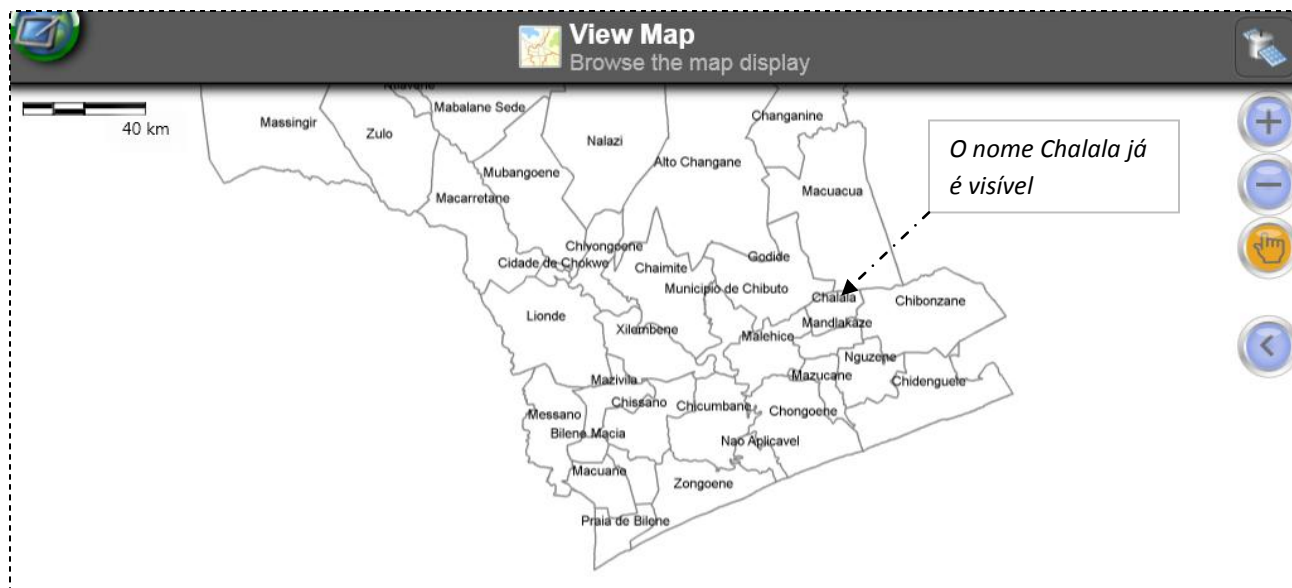 View Map
Browse the map display
40 km
Massingir
Zulo
Mabalane Sede
Nalazi
Changanine
Alto Changane
O nome Chalala já
é visível
Mubangoene
Macuacua
Macarretane
Chiyongoene
Godide
Cidade de Chokwe
Chaimite
Municipio de Chibuto
Chalala
Chibonzane
Lionde
Xilembene
Mandlakaze
Malehice
Nguzene
Mazucane
Mazivila
Chidenguele
Chissano
Chicumbane
Chongoene
Messano
Bilene Macia
Nao Aplicavel
Macuane
Zongoene
Praia de Bilene